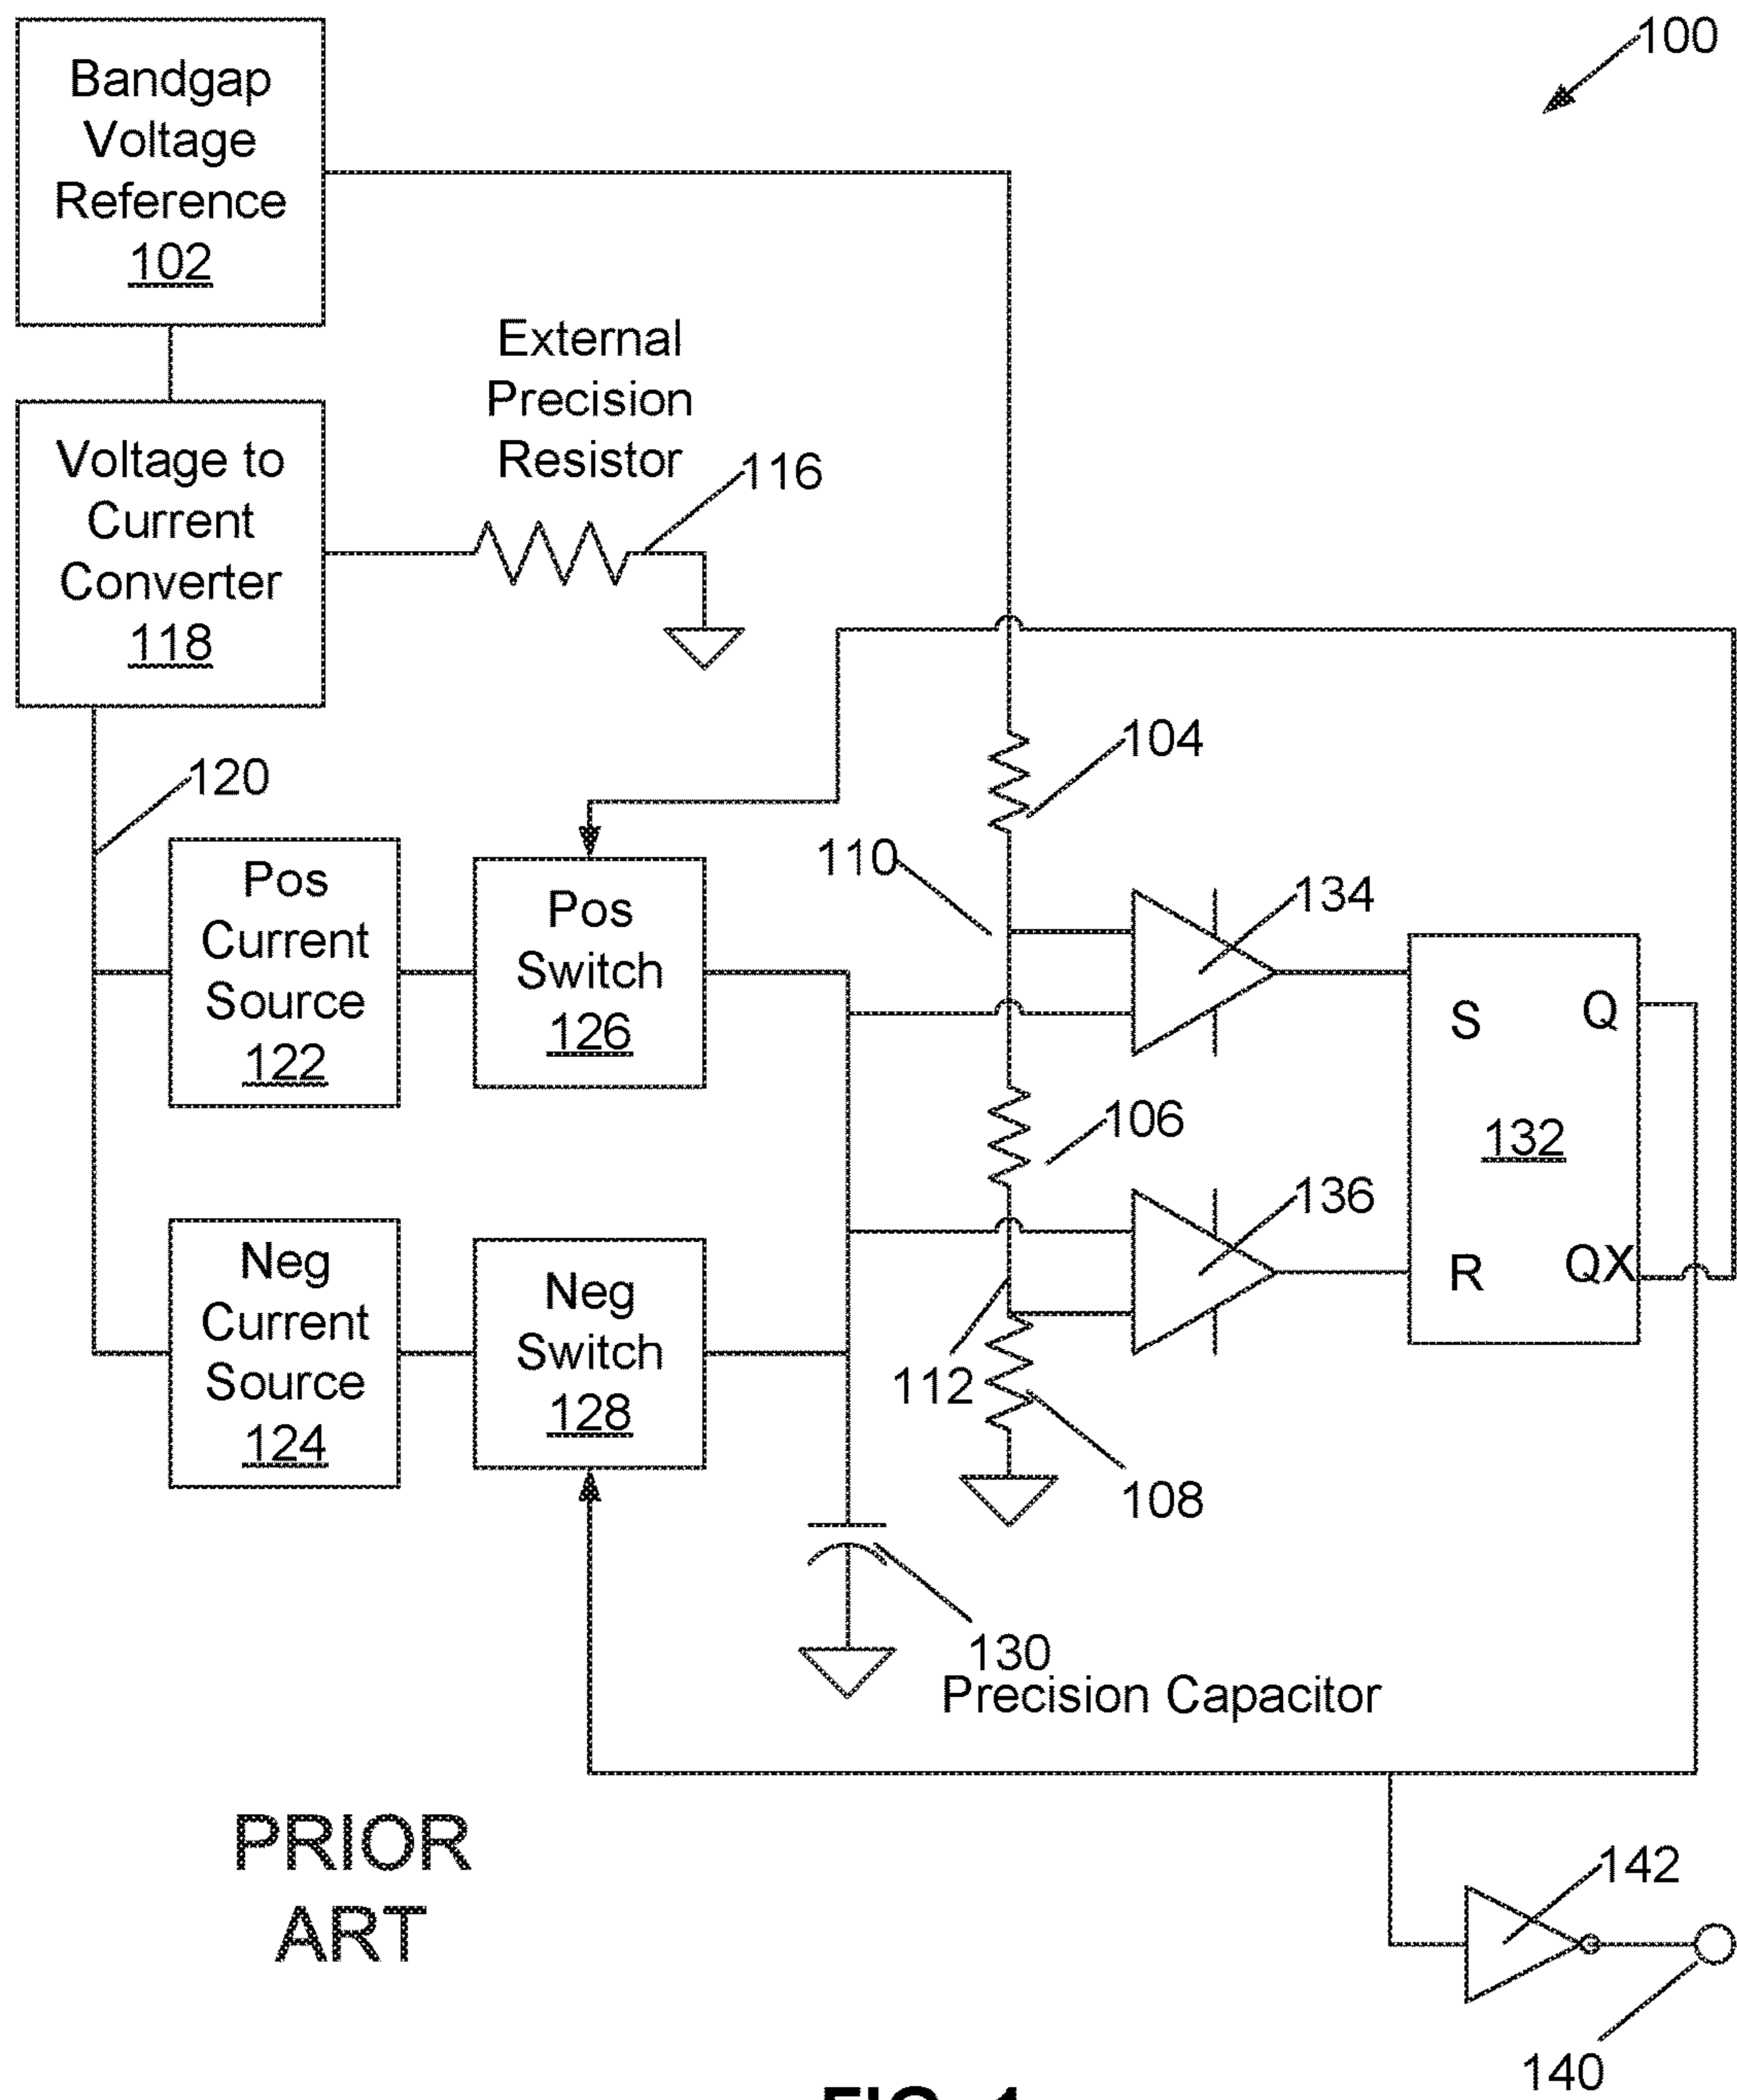 100
Bandgap
Voltage
Reference
102
External
Precision
Resistor
116
Voltage to
Current
Converter
118
104
120
110
134
Pos
Current
Source
122
Pos
Switch
126
S
Q
106
132
136
Neg
Current
Source
124
Neg
Switch
128
R
QX
112
108
130
Precision Capacitor
PRIOR
ART
142
140
FIG. 1